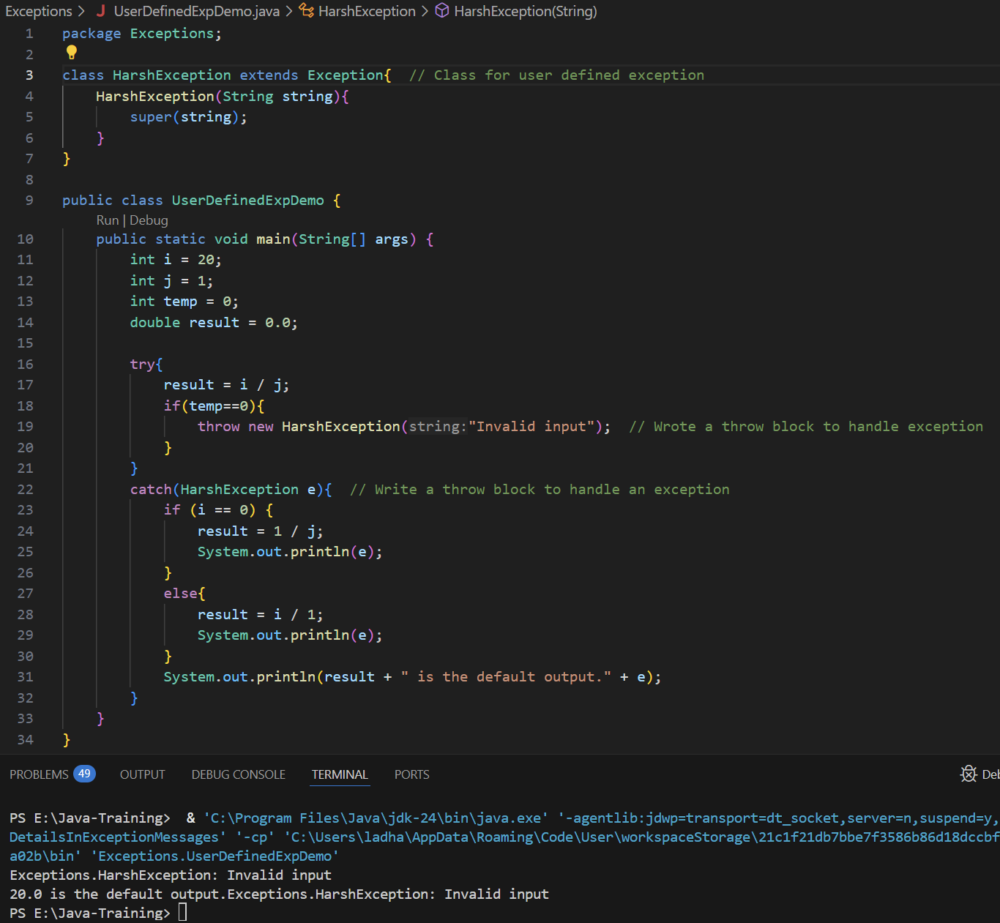 Exceptions > J UserDefinedExpDemo.java > HarshException > HarshException(String)
1 package Exceptions;
2
3 class HarshException extends Exception{  // Class for user defined exception
4     HarshException(String string){
5         super(string);
6     }
7 }
8
9 public class UserDefinedExpDemo {
Run | Debug
10     public static void main(String[] args) {
11         int i = 20;
12         int j = 1;
13         int temp = 0;
14         double result = 0.0;
15
16         try{
17             result = i / j;
18             if(temp==0){
19                 throw new HarshException(string:"Invalid input");  // Wrote a throw block to handle exception
20             }
21         }
22         catch(HarshException e){  // Write a throw block to handle an exception
23             if (i == 0) {
24                 result = 1 / j;
25                 System.out.println(e);
26             }
27             else{
28                 result = i / 1;
29                 System.out.println(e);
30             }
31             System.out.println(result + " is the default output." + e);
32         }
33     }
34 }
PROBLEMS 49 OUTPUT DEBUG CONSOLE TERMINAL PORTS Deb
PS E:\Java-Training>  & 'C:\Program Files\Java\jdk-24\bin\java.exe' '-agentlib:jdwp=transport=dt_socket,server=n,suspend=y,
DetailsInExceptionMessages' '-cp' 'C:\Users\ladha\AppData\Roaming\Code\User\workspaceStorage\21c1f21db7bbe7f3586b86d18dccbf
a02b\bin' 'Exceptions.UserDefinedExpDemo'
Exceptions.HarshException: Invalid input
20.0 is the default output.Exceptions.HarshException: Invalid input
PS E:\Java-Training>